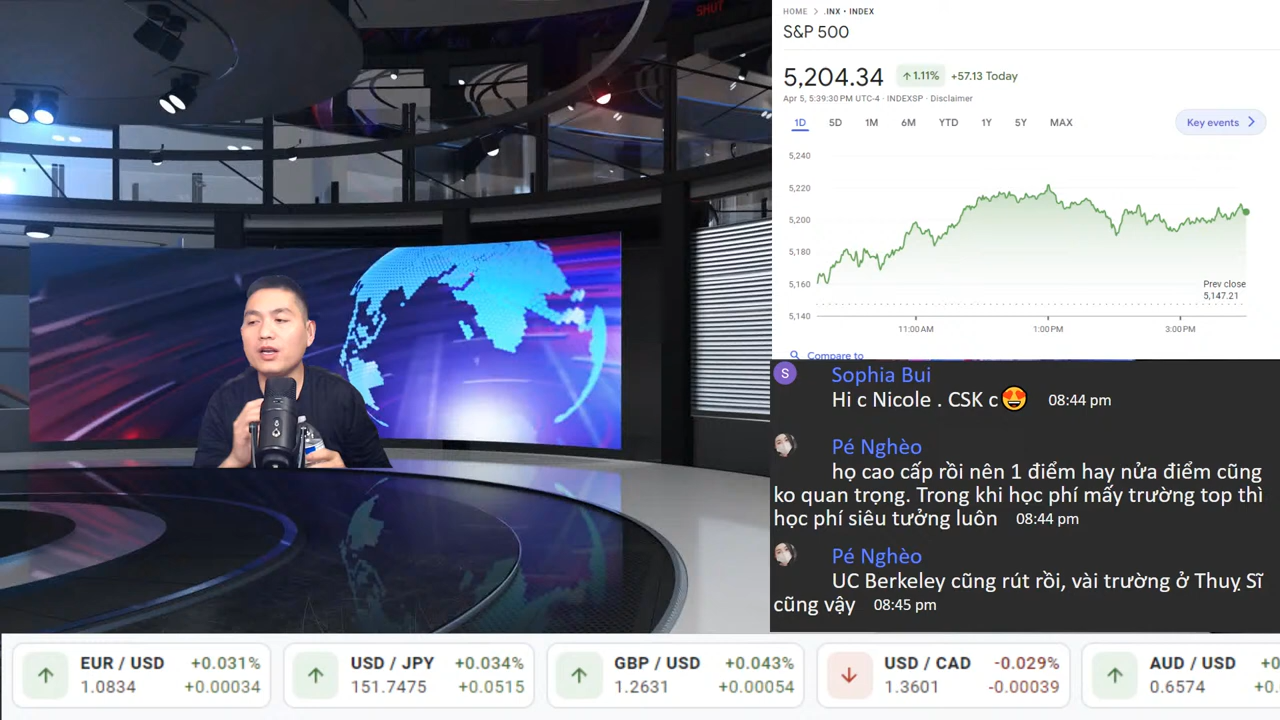 SHUT
HOME > .INX • INDEX
S&P 500
5,204.34 ↑ 1.11% +57.13 Today
Apr 5, 5:39:30 PM UTC-4 · INDEXSP · Disclaimer
1D 5D 1M 6M YTD 1Y 5Y MAX
Key events >
5,240
5,220
5,200
5,180
5,160
5,140
Prev close
5,147.21
11:00 AM 1:00 PM 3:00 PM
Compare to
S
Sophia Bui
Hi c Nicole . CSK c😍 08:44 pm
Pé Nghèo
họ cao cấp rồi nên 1 điểm hay nửa điểm cũng
ko quan trọng. Trong khi học phí mấy trường top thì
học phí siêu tưởng luôn 08:44 pm
Pé Nghèo
UC Berkeley cũng rút rồi, vài trường ở Thuỵ Sĩ
cũng vậy 08:45 pm
EUR / USD +0.031%
1.0834 +0.00034
USD / JPY +0.034%
151.7475 +0.0515
GBP / USD +0.043%
1.2631 +0.00054
USD / CAD -0.029%
1.3601 -0.00039
AUD / USD
0.6574